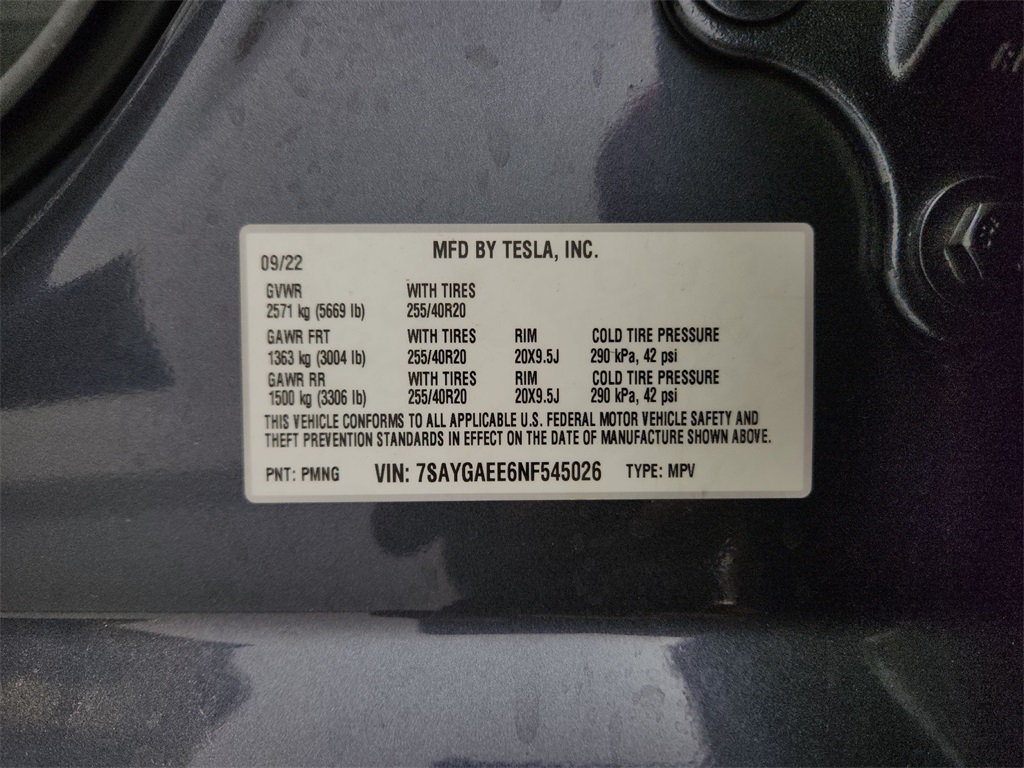 MFD BY TESLA, INC.
09/22
GVWR WITH TIRES
2571 kg (5669 lb) 255/40R20
GAWR FRT WITH TIRES RIM COLD TIRE PRESSURE
1363 kg (3004 lb) 255/40R20 20X9.5J 290 kPa, 42 psi
GAWR RR WITH TIRES RIM COLD TIRE PRESSURE
1500 kg (3306 lb) 255/40R20 20X9.5J 290 kPa, 42 psi
THIS VEHICLE CONFORMS TO ALL APPLICABLE U.S. FEDERAL MOTOR VEHICLE SAFETY AND
THEFT PREVENTION STANDARDS IN EFFECT ON THE DATE OF MANUFACTURE SHOWN ABOVE.
PNT: PMNG VIN: 7SAYGAEE6NF545026 TYPE: MPV